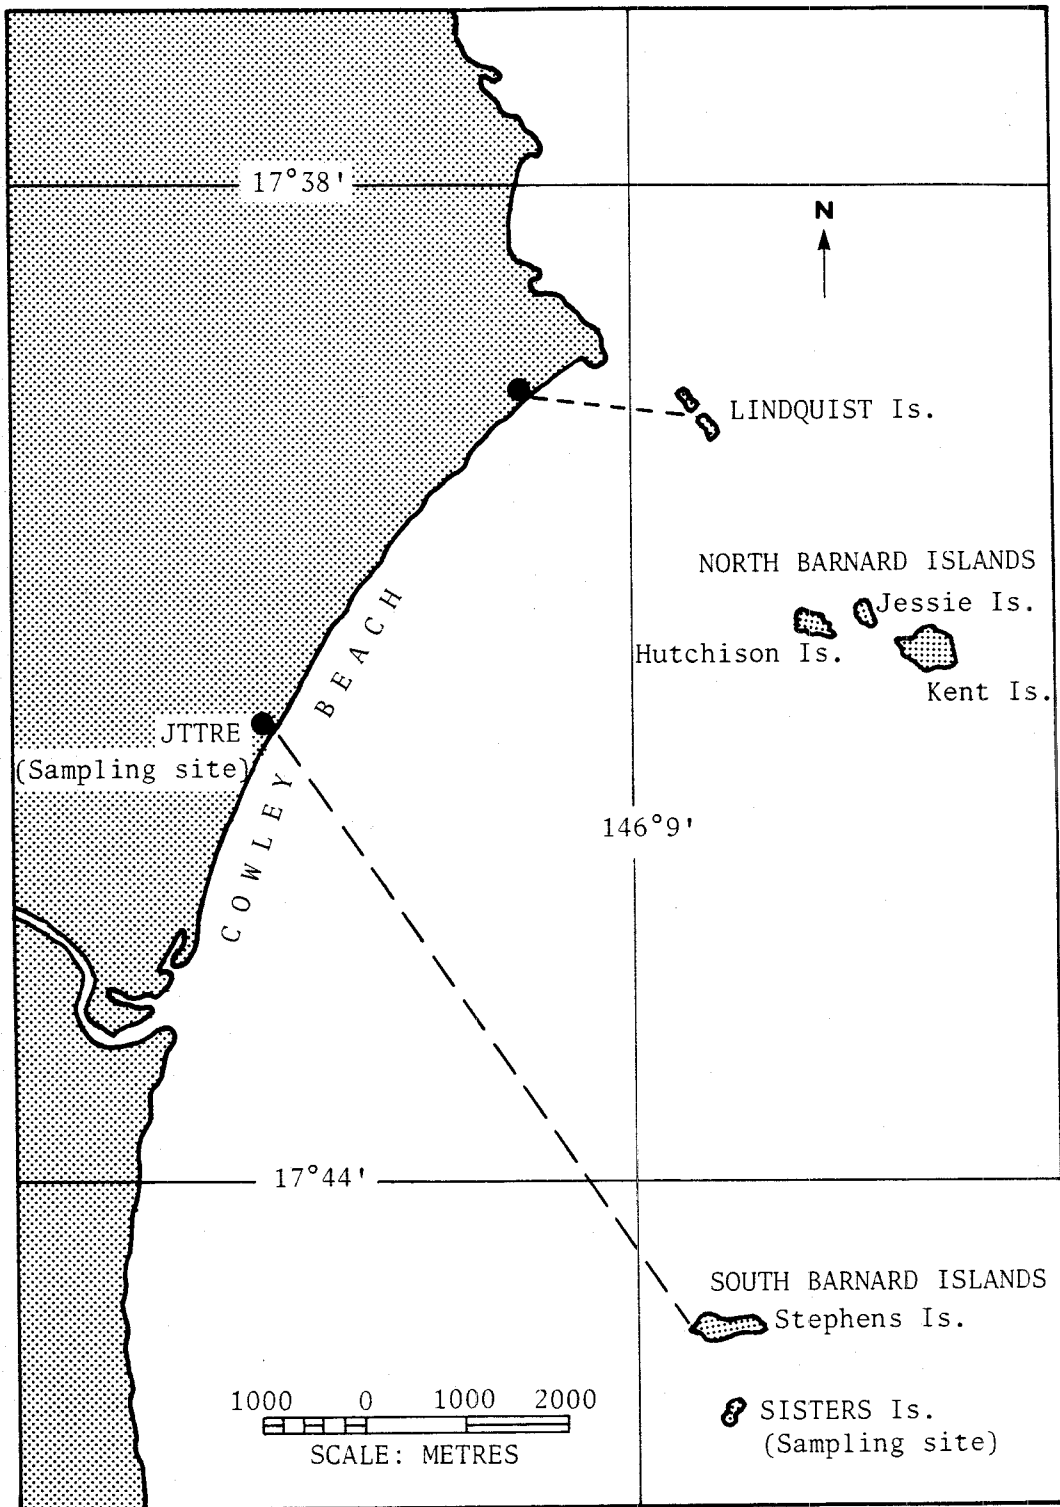 17°38'
N
LINDQUIST Is.
NORTH BARNARD ISLANDS
Jessie Is.
Hutchison Is.
Kent Is.
COWLEY BEACH
JTTRE
(Sampling site)
146°9'
17°44'
SOUTH BARNARD ISLANDS
Stephens Is.
1000 0 1000 2000
SCALE: METRES
SISTERS Is.
(Sampling site)